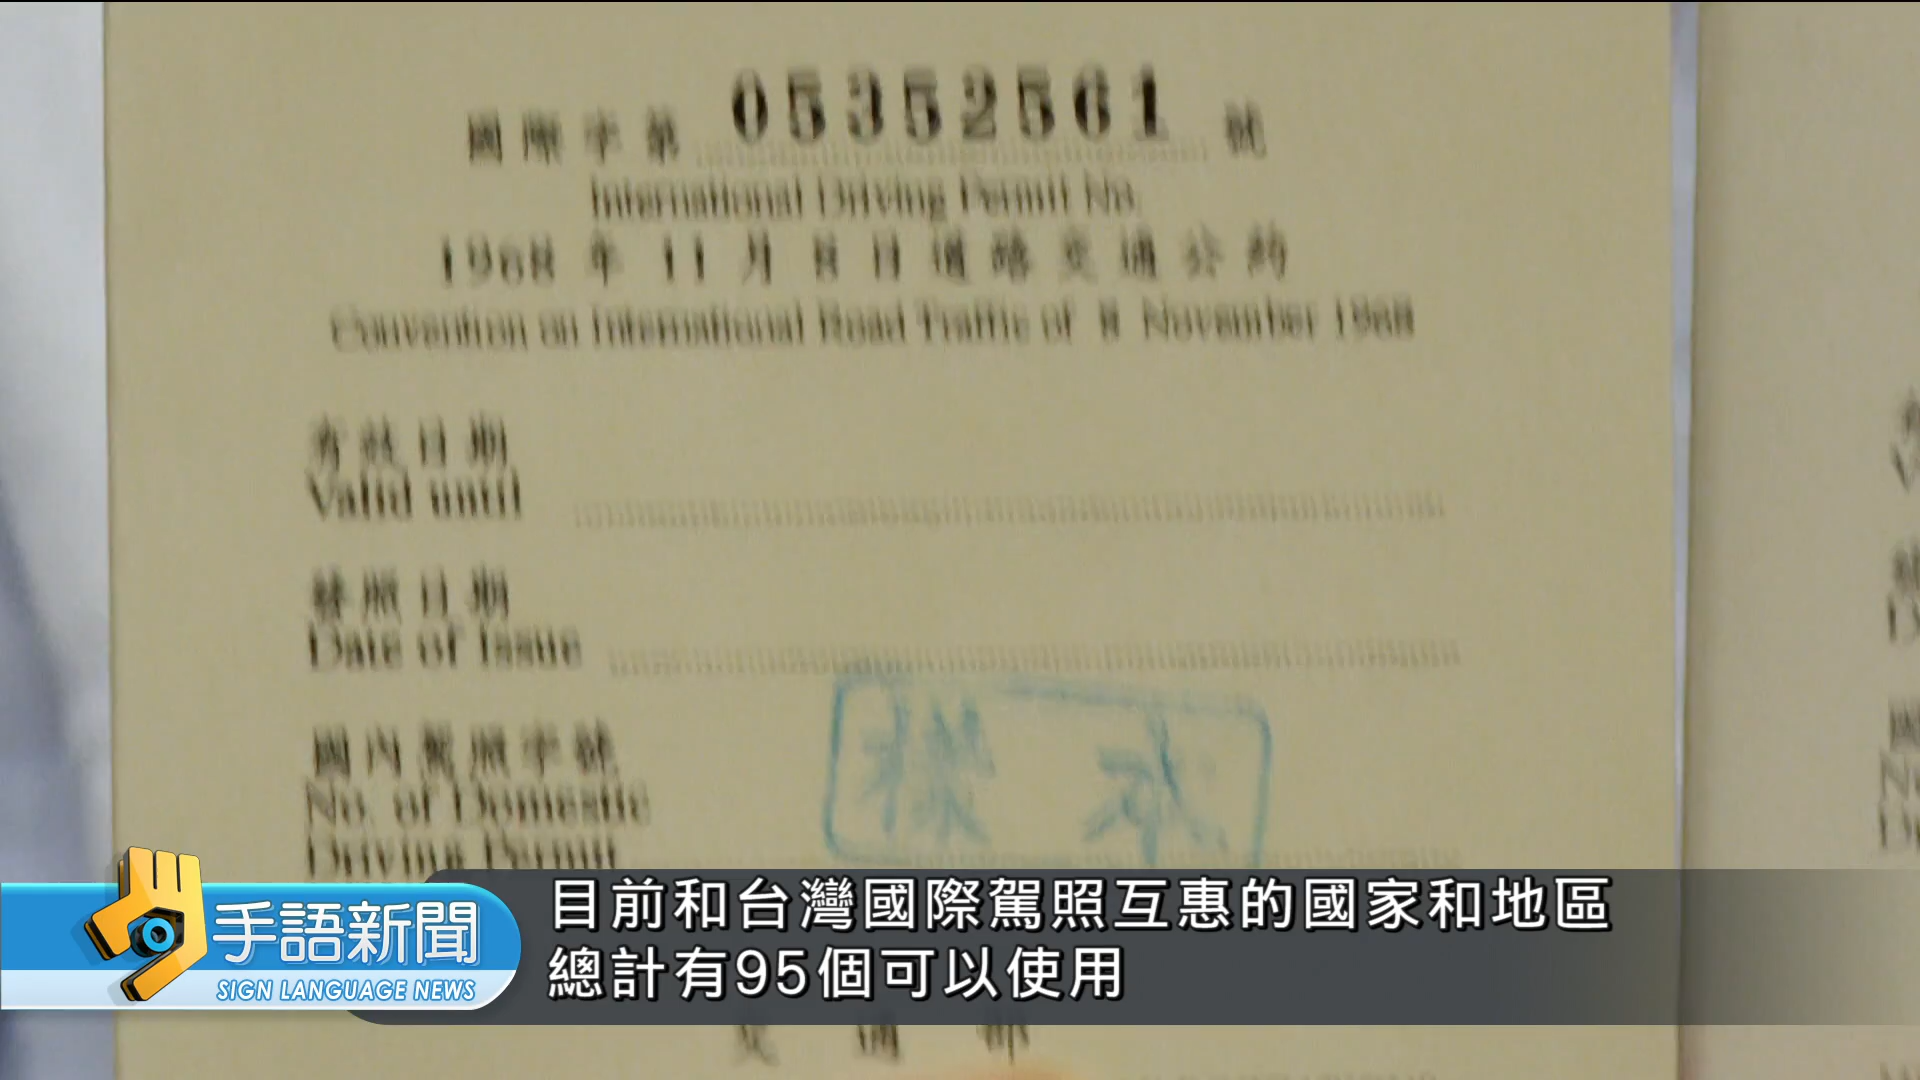 國際字第 05352561 號
International Driving Permit No.
1968 年 11 月 8 日道路交通公約
Convention on International Road Traffic of 8 November 1968
有效日期
Valid until
發照日期
Date of Issue
國內駕照字號
No. of Domestic
Driving Permit
樣本
手語新聞
SIGN LANGUAGE NEWS
目前和台灣國際駕照互惠的國家和地區
總計有95個可以使用
交通部